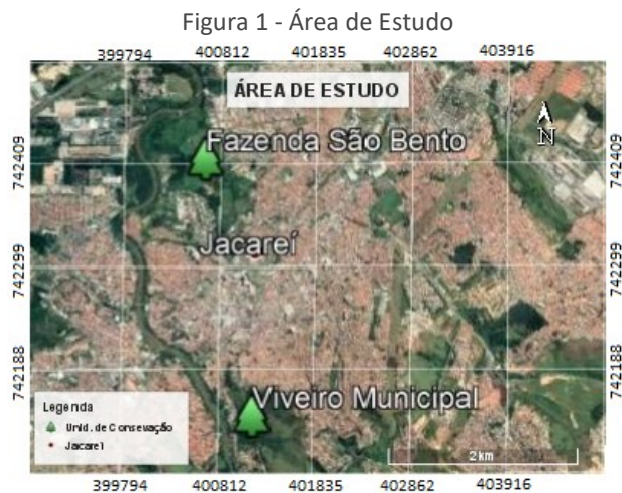 Figura 1 - Área de Estudo
399794 400812 401835 402862 403916
ÁREA DE ESTUDO
N
Fazenda São Bento
742409 742409
Jacareí
742299 742299
742188 742188
Viveiro Municipal
Legenda
Unid. de Consevação
Jacareí
2 km
399794 400812 401835 402862 403916